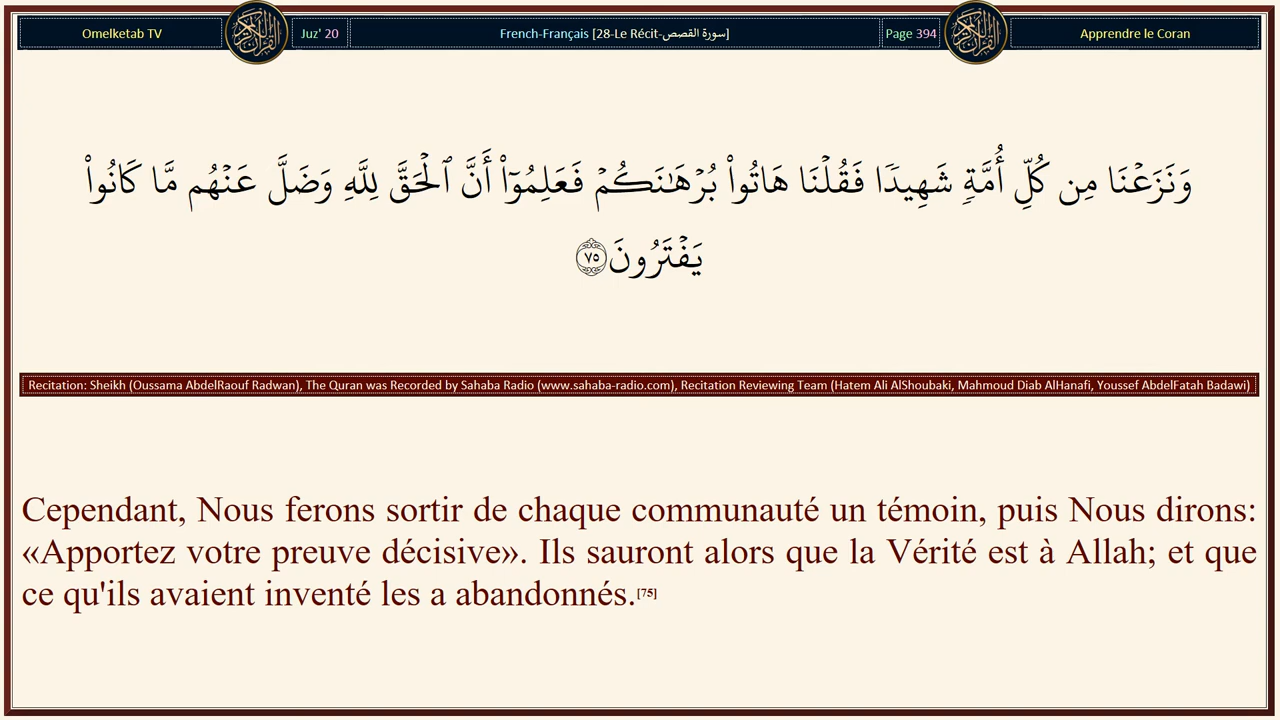 Omelketab TV
Juz' 20
French-Français [28-Le Récit-سورة القصص]
Page 394
Apprendre le Coran
وَنَزَعۡنَا مِن كُلِّ أُمَّةٖ شَهِيدٗا فَقُلۡنَا هَاتُواْ بُرۡهَٰنَكُمۡ فَعَلِمُوٓاْ أَنَّ ٱلۡحَقَّ لِلَّهِ وَضَلَّ عَنۡهُم مَّا كَانُواْ
يَفۡتَرُونَ ٧٥
Recitation: Sheikh (Oussama AbdelRaouf Radwan), The Quran was Recorded by Sahaba Radio (www.sahaba-radio.com), Recitation Reviewing Team (Hatem Ali AlShoubaki, Mahmoud Diab AlHanafi, Youssef AbdelFatah Badawi)
Cependant, Nous ferons sortir de chaque communauté un témoin, puis Nous dirons:
«Apportez votre preuve décisive». Ils sauront alors que la Vérité est à Allah; et que
ce qu'ils avaient inventé les a abandonnés.[75]